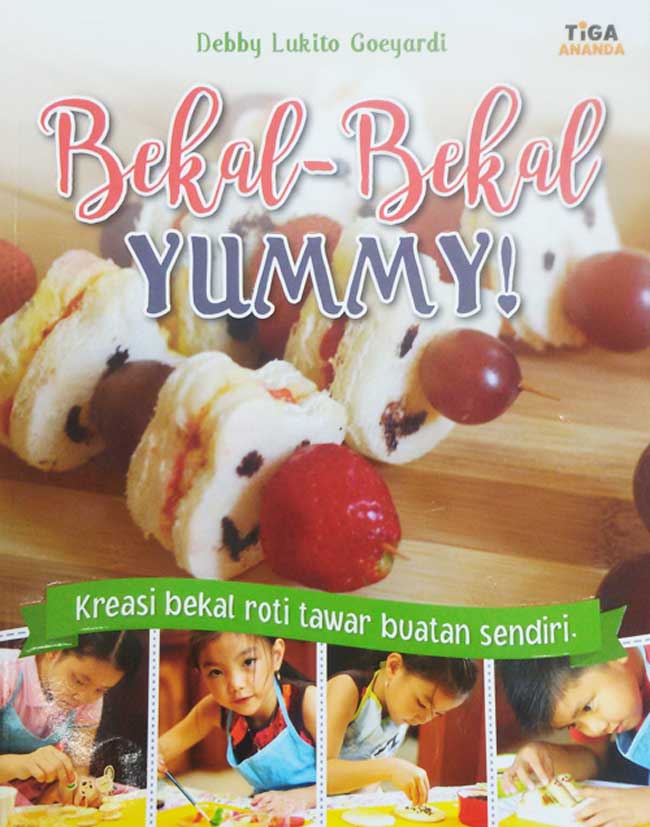 Debby Lukito Goeyardi
TiGA
ANANDA
Bekal-Bekal
YUMMY!
Kreasi bekal roti tawar buatan sendiri.